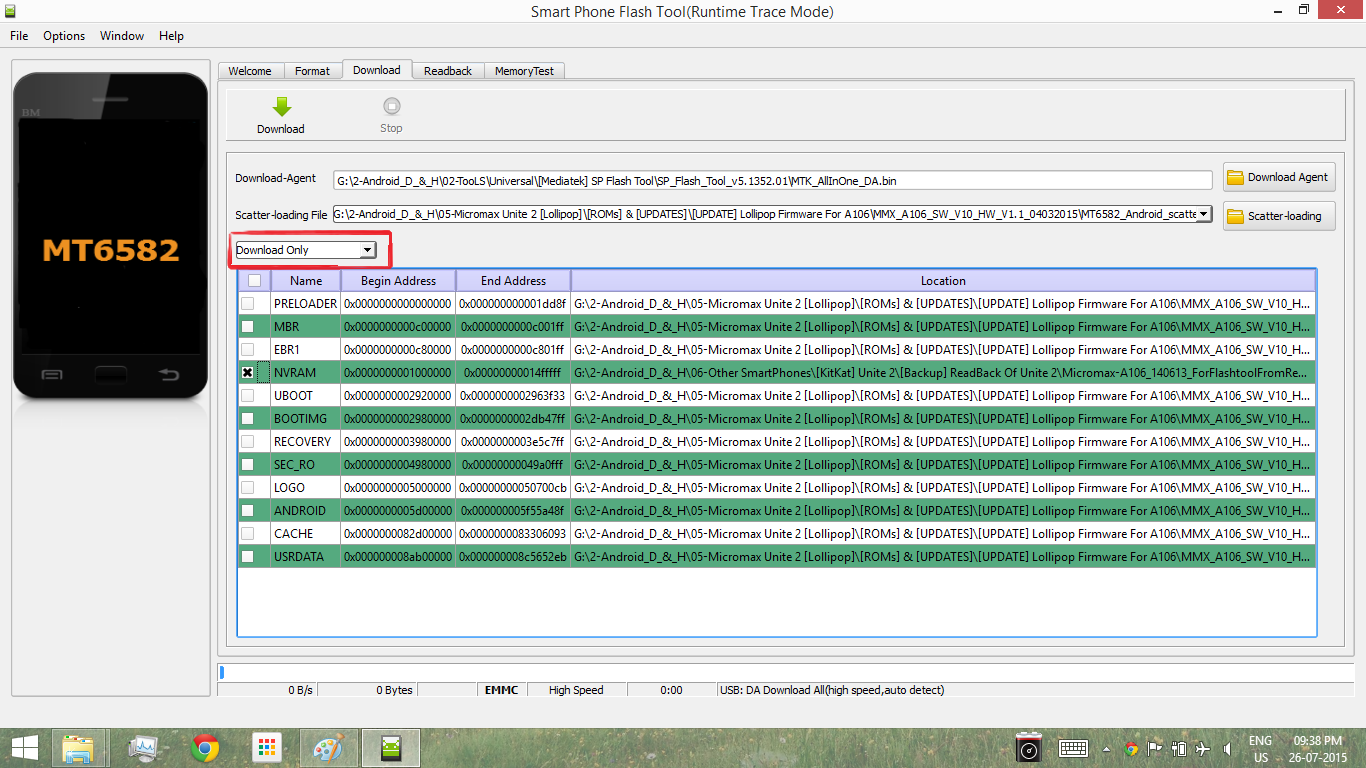 Smart Phone Flash Tool(Runtime Trace Mode)
File Options Window Help
Welcome Format Download Readback MemoryTest
BM
MT6582
Download Stop
Download-Agent G:\2-Android_D_&_H\02-TooLS\Universal\[Mediatek] SP Flash Tool\SP_Flash_Tool_v5.1352.01\MTK_AllInOne_DA.bin Download Agent
Scatter-loading File G:\2-Android_D_&_H\05-Micromax Unite 2 [Lollipop]\[ROMs] & [UPDATES]\[UPDATE] Lollipop Firmware For A106\MMX_A106_SW_V10_HW_V1.1_04032015\MT6582_Android_scatte Scatter-loading
Download Only
Name Begin Address End Address Location
PRELOADER 0x0000000000000000 0x000000000001dd8f G:\2-Android_D_&_H\05-Micromax Unite 2 [Lollipop]\[ROMs] & [UPDATES]\[UPDATE] Lollipop Firmware For A106\MMX_A106_SW_V10_H...
MBR 0x0000000000c00000 0x0000000000c001ff G:\2-Android_D_&_H\05-Micromax Unite 2 [Lollipop]\[ROMs] & [UPDATES]\[UPDATE] Lollipop Firmware For A106\MMX_A106_SW_V10_H...
EBR1 0x0000000000c80000 0x0000000000c801ff G:\2-Android_D_&_H\05-Micromax Unite 2 [Lollipop]\[ROMs] & [UPDATES]\[UPDATE] Lollipop Firmware For A106\MMX_A106_SW_V10_H...
NVRAM 0x0000000001000000 0x00000000014fffff G:\2-Android_D_&_H\06-Other SmartPhones\[KitKat] Unite 2\[Backup] ReadBack Of Unite 2\Micromax-A106_140613_ForFlashtoolFromRe...
UBOOT 0x0000000002920000 0x0000000002963f33 G:\2-Android_D_&_H\05-Micromax Unite 2 [Lollipop]\[ROMs] & [UPDATES]\[UPDATE] Lollipop Firmware For A106\MMX_A106_SW_V10_H...
BOOTIMG 0x0000000002980000 0x0000000002db47ff G:\2-Android_D_&_H\05-Micromax Unite 2 [Lollipop]\[ROMs] & [UPDATES]\[UPDATE] Lollipop Firmware For A106\MMX_A106_SW_V10_H...
RECOVERY 0x0000000003980000 0x0000000003e5c7ff G:\2-Android_D_&_H\05-Micromax Unite 2 [Lollipop]\[ROMs] & [UPDATES]\[UPDATE] Lollipop Firmware For A106\MMX_A106_SW_V10_H...
SEC_RO 0x0000000004980000 0x00000000049a0fff G:\2-Android_D_&_H\05-Micromax Unite 2 [Lollipop]\[ROMs] & [UPDATES]\[UPDATE] Lollipop Firmware For A106\MMX_A106_SW_V10_H...
LOGO 0x0000000005000000 0x00000000050700cb G:\2-Android_D_&_H\05-Micromax Unite 2 [Lollipop]\[ROMs] & [UPDATES]\[UPDATE] Lollipop Firmware For A106\MMX_A106_SW_V10_H...
ANDROID 0x0000000005d00000 0x000000005f55a48f G:\2-Android_D_&_H\05-Micromax Unite 2 [Lollipop]\[ROMs] & [UPDATES]\[UPDATE] Lollipop Firmware For A106\MMX_A106_SW_V10_H...
CACHE 0x0000000082d00000 0x0000000083306093 G:\2-Android_D_&_H\05-Micromax Unite 2 [Lollipop]\[ROMs] & [UPDATES]\[UPDATE] Lollipop Firmware For A106\MMX_A106_SW_V10_H...
USRDATA 0x000000008ab00000 0x000000008c5652eb G:\2-Android_D_&_H\05-Micromax Unite 2 [Lollipop]\[ROMs] & [UPDATES]\[UPDATE] Lollipop Firmware For A106\MMX_A106_SW_V10_H...
0 B/s 0 Bytes EMMC High Speed 0:00 USB: DA Download All(high speed,auto detect)
ENG 09:38 PM
US 26-07-2015